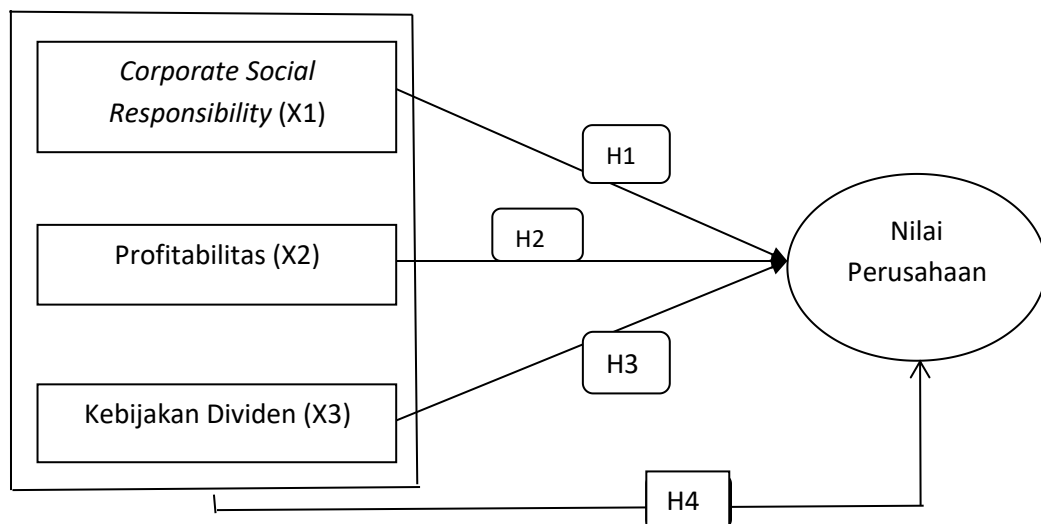 Corporate Social
Responsibility (X1)
H1
Nilai
Perusahaan
H2
Profitabilitas (X2)
H3
Kebijakan Dividen (X3)
H4